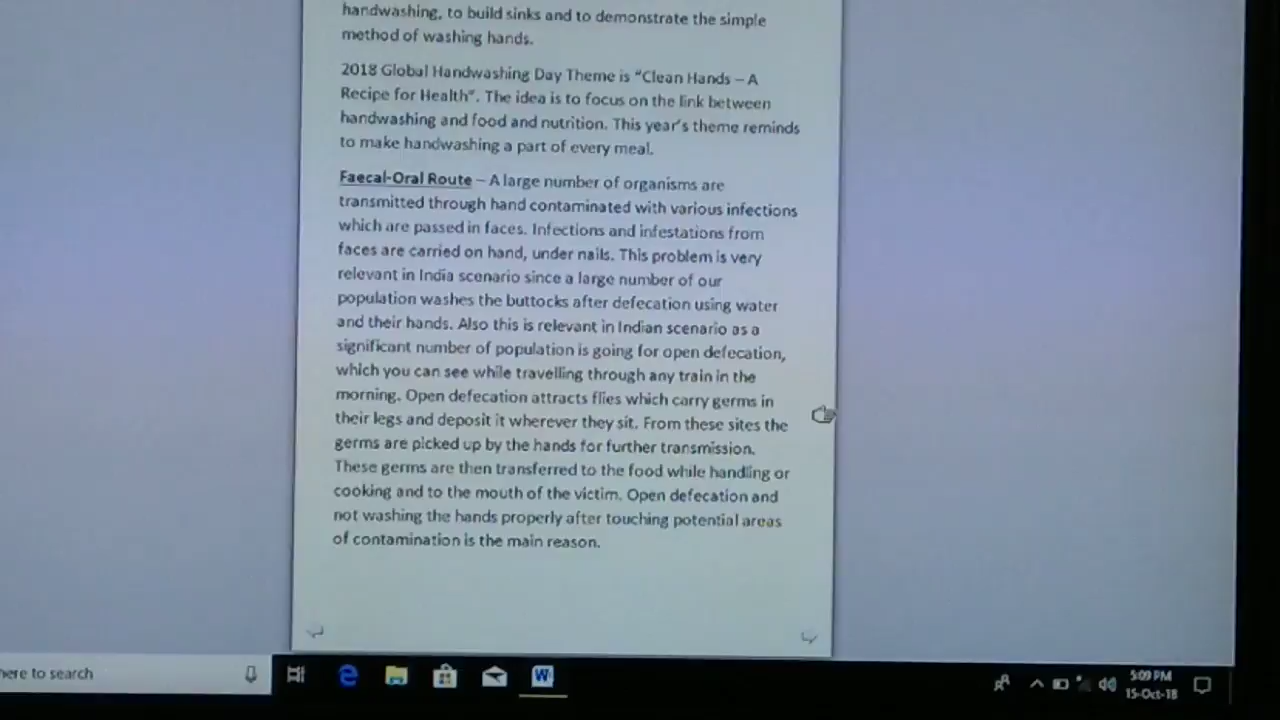 handwashing, to build sinks and to demonstrate the simple
method of washing hands.
2018 Global Handwashing Day Theme is "Clean Hands – A
Recipe for Health". The idea is to focus on the link between
handwashing and food and nutrition. This year's theme reminds
to make handwashing a part of every meal.
Faecal-Oral Route – A large number of organisms are
transmitted through hand contaminated with various infections
which are passed in faces. Infections and infestations from
faces are carried on hand, under nails. This problem is very
relevant in India scenario since a large number of our
population washes the buttocks after defecation using water
and their hands. Also this is relevant in Indian scenario as a
significant number of population is going for open defecation,
which you can see while travelling through any train in the
morning. Open defecation attracts flies which carry germs in
their legs and deposit it wherever they sit. From these sites the
germs are picked up by the hands for further transmission.
These germs are then transferred to the food while handling or
cooking and to the mouth of the victim. Open defecation and
not washing the hands properly after touching potential areas
of contamination is the main reason.
here to search
5:09 PM
15-Oct-18